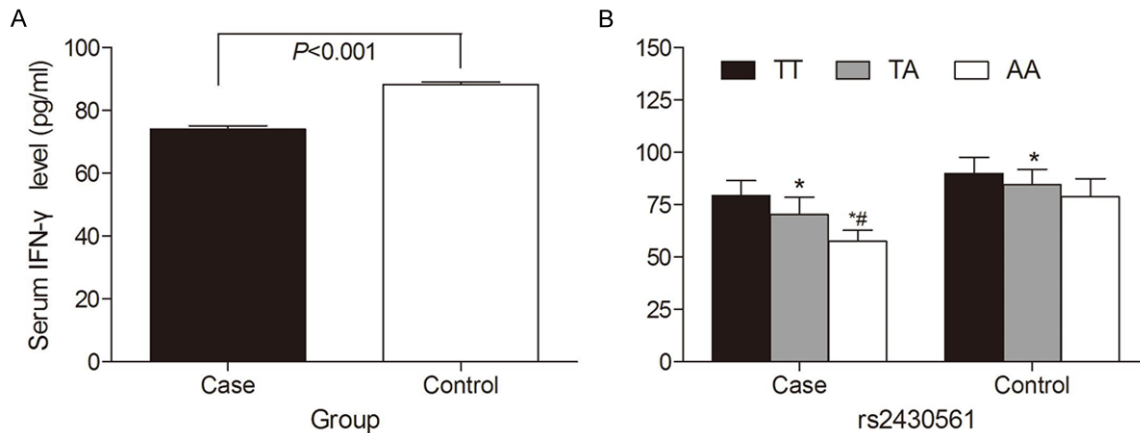 A
Serum IFN-γ level (pg/ml)
100
80
60
40
20
0
P<0.001
Case
Control
Group
B
150
125
100
75
50
25
0
TT
TA
AA
*
*#
*
Case
Control
rs2430561